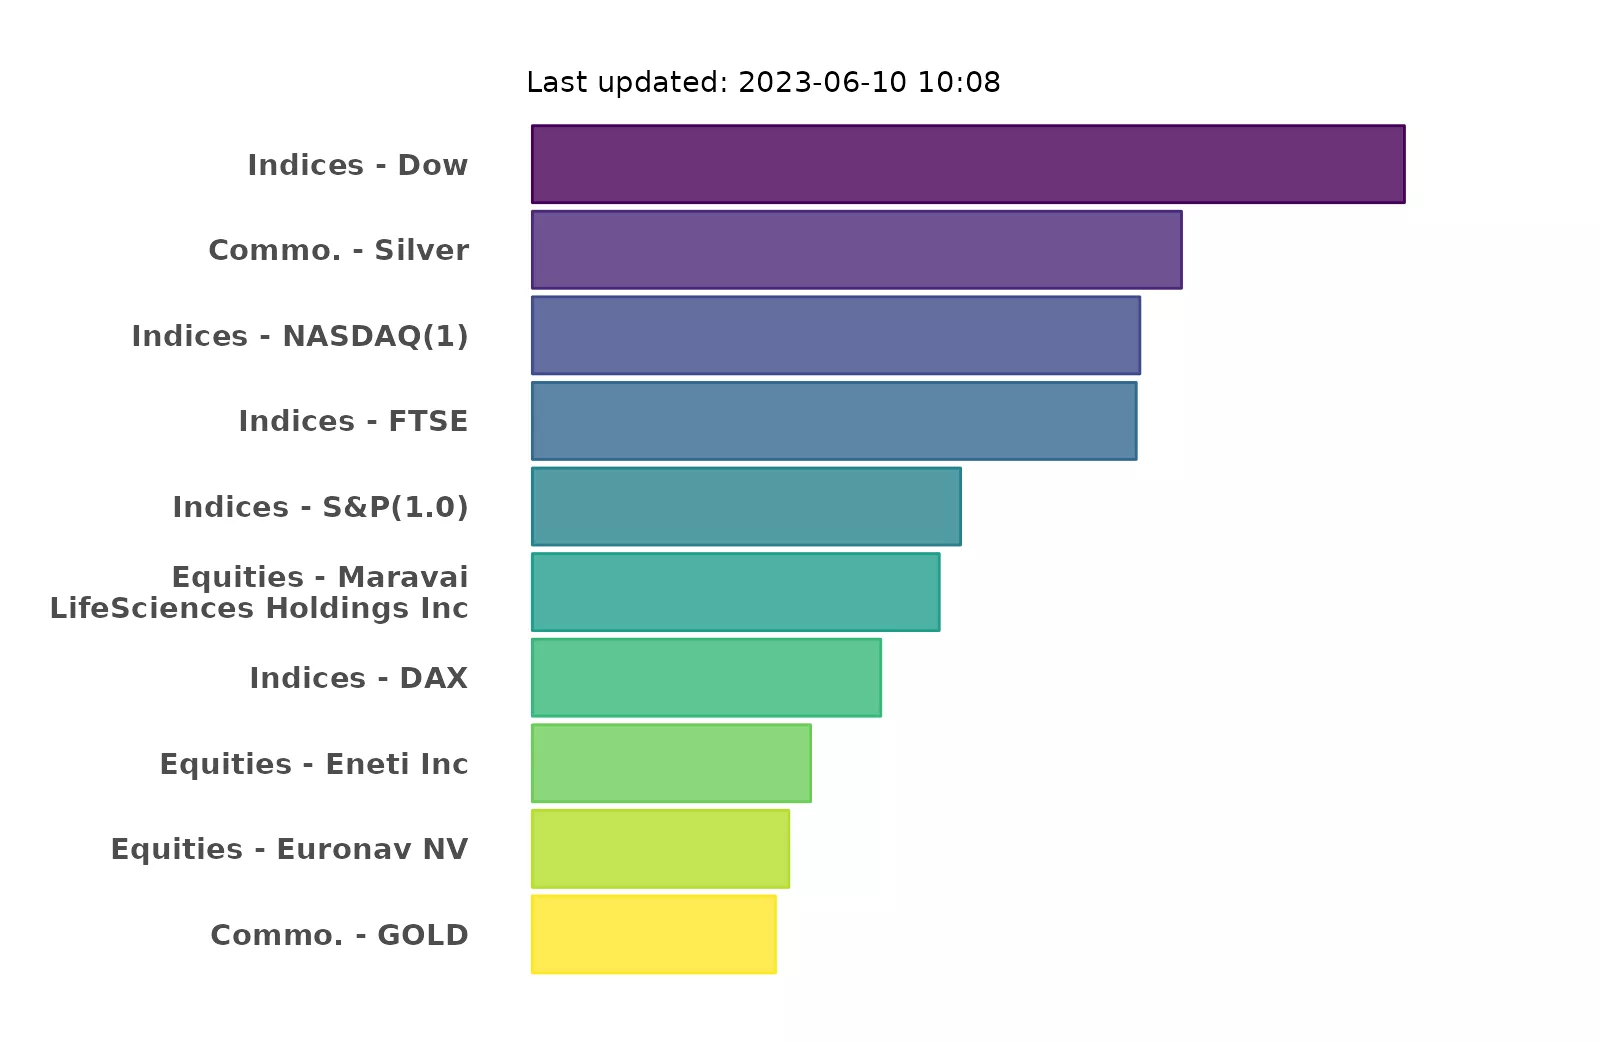 Last updated: 2023-06-10 10:08
Indices - Dow
Commo. - Silver
Indices - NASDAQ(1)
Indices - FTSE
Indices - S&P(1.0)
Equities - Maravai
LifeSciences Holdings Inc
Indices - DAX
Equities - Eneti Inc
Equities - Euronav NV
Commo. - GOLD